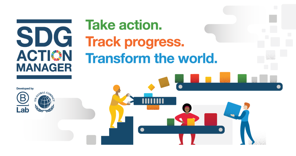 SDG
ACTION
MANAGER
Take action.
Track progress.
Transform the world.
Developed by
B
Lab